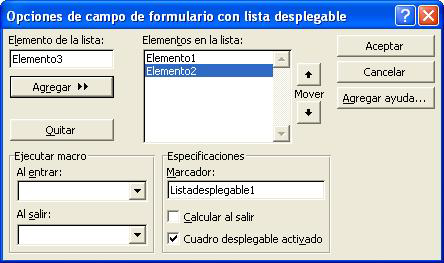 Opciones de campo de formulario con lista desplegable
Elemento de la lista:
Elemento3
Agregar
Quitar
Elementos en la lista:
Elemento1
Elemento2
Mover
Aceptar
Cancelar
Agregar ayuda...
Ejecutar macro
Al entrar:
Al salir:
Especificaciones
Marcador:
Listadesplegable1
Calcular al salir
Cuadro desplegable activado